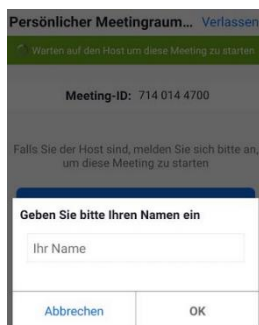 Persönlicher Meetingraum... Verlassen
Warten auf den Host um diese Meeting zu starten
Meeting-ID: 714 014 4700
Falls Sie der Host sind, melden Sie sich bitte an,
um diese Meeting zu starten
Geben Sie bitte Ihren Namen ein
Ihr Name
Abbrechen OK